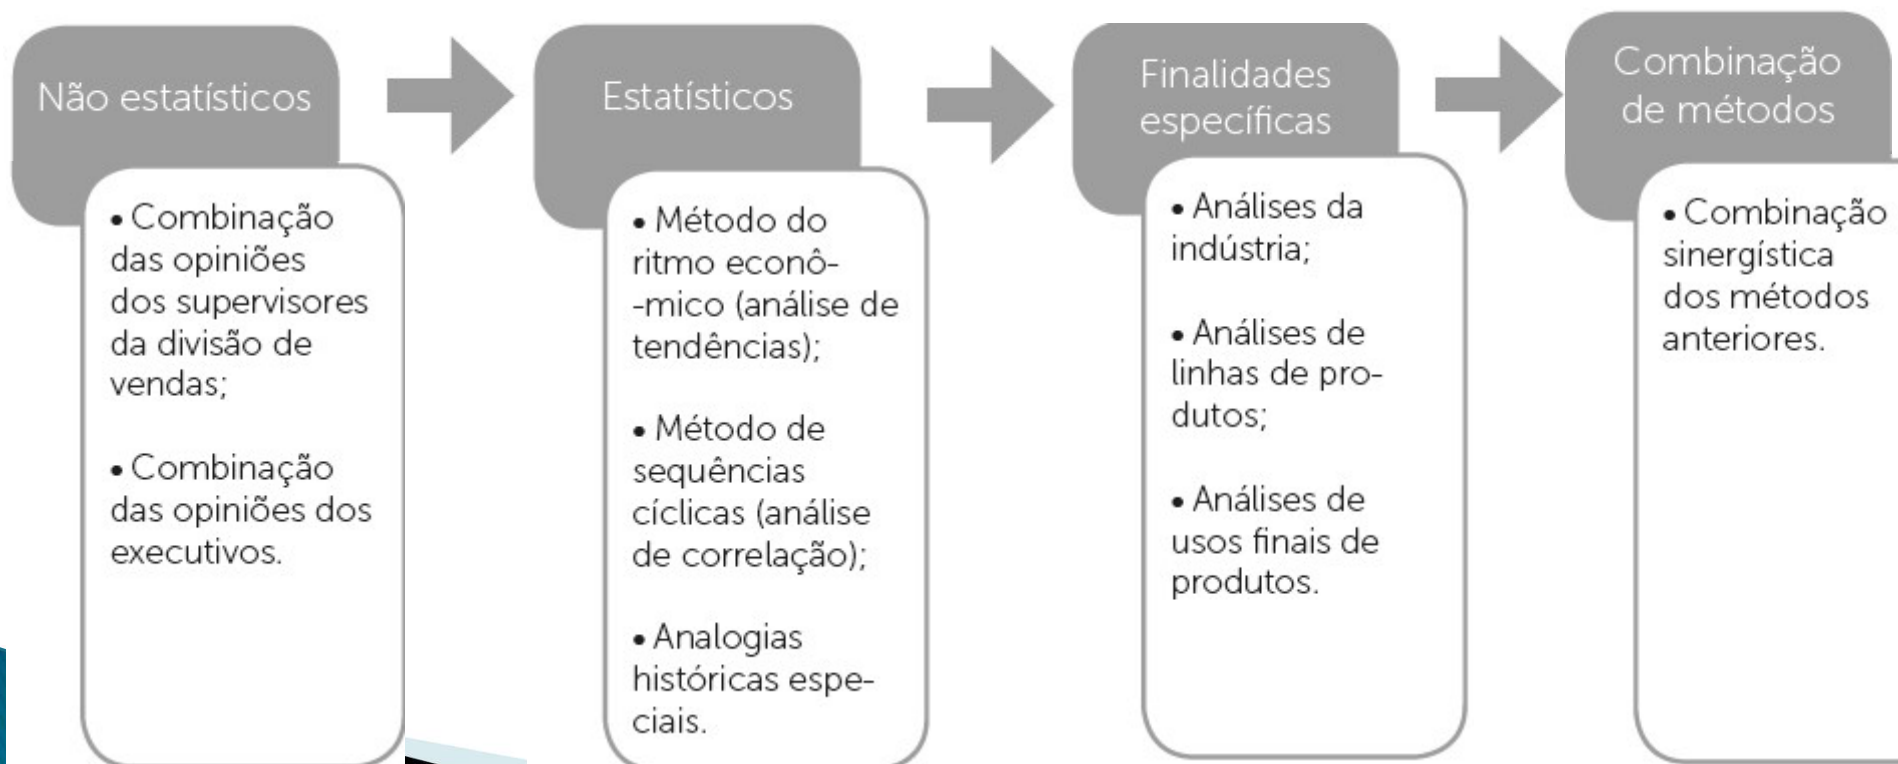 Não estatísticos
• Combinação
das opiniões
dos supervisores
da divisão de
vendas;
• Combinação
das opiniões dos
executivos.
Estatísticos
• Método do
ritmo econô-
-mico (análise de
tendências);
• Método de
sequências
cíclicas (análise
de correlação);
• Analogias
históricas espe-
ciais.
Finalidades
específicas
• Análises da
indústria;
• Análises de
linhas de pro-
dutos;
• Análises de
usos finais de
produtos.
Combinação
de métodos
• Combinação
sinergística
dos métodos
anteriores.